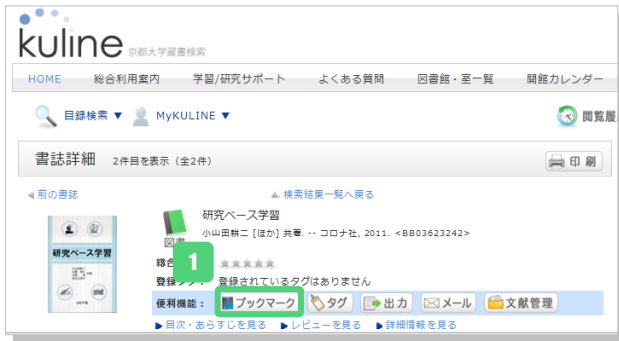 kuline 京都大学蔵書検索
HOME 総合利用案内 学習/研究サポート よくある質問 図書館・室一覧 開館カレンダー
目録検索 ▼ MyKULINE ▼ 閲覧履
書誌詳細 2件目を表示（全2件） 印刷
前の書誌 検索結果一覧へ戻る
研究ベース学習
小山田耕二 [ほか] 共著. -- コロナ社, 2011. <BB03623242>
図書
研究ベース学習
総合
1
★★★★★
登録 登録されているタグはありません
便利機能： ブックマーク タグ 出力 メール 文献管理
▶目次・あらすじを見る ▶レビューを見る ▶詳細情報を見る